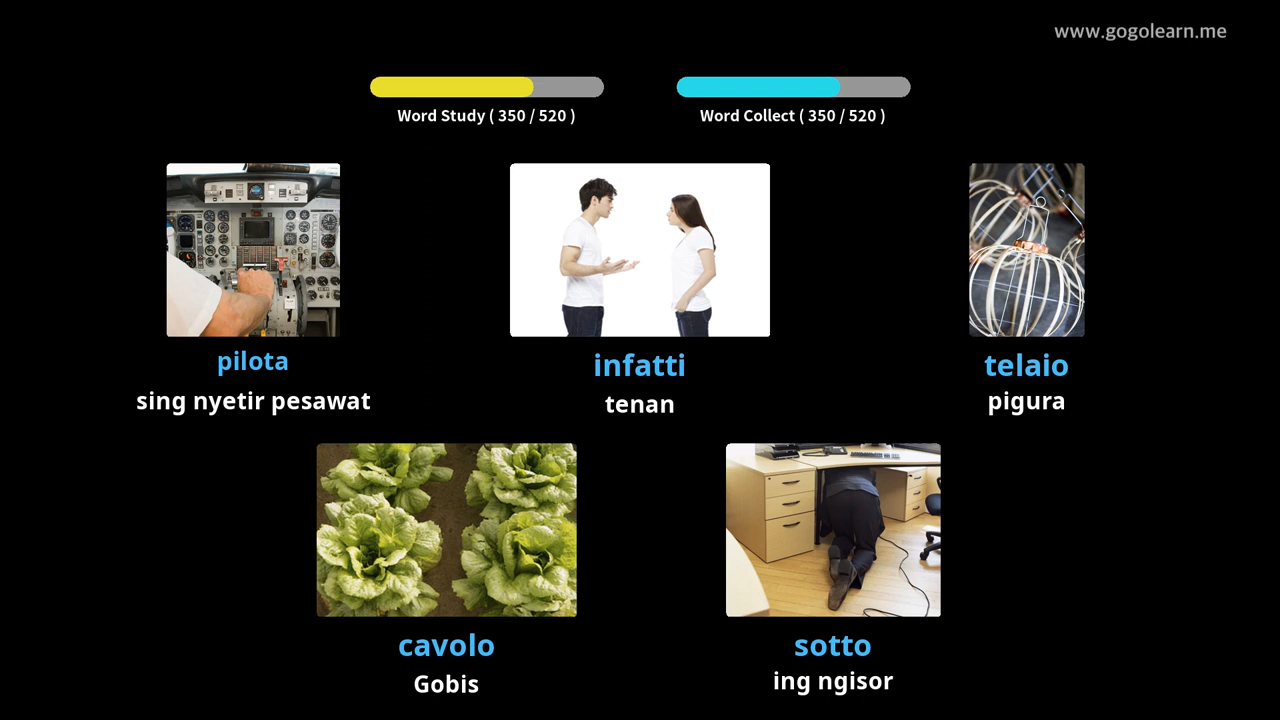 www.gogolearn.me
Word Study ( 350 / 520 )
Word Collect ( 350 / 520 )
pilota
sing nyetir pesawat
infatti
tenan
telaio
pigura
cavolo
Gobis
sotto
ing ngisor